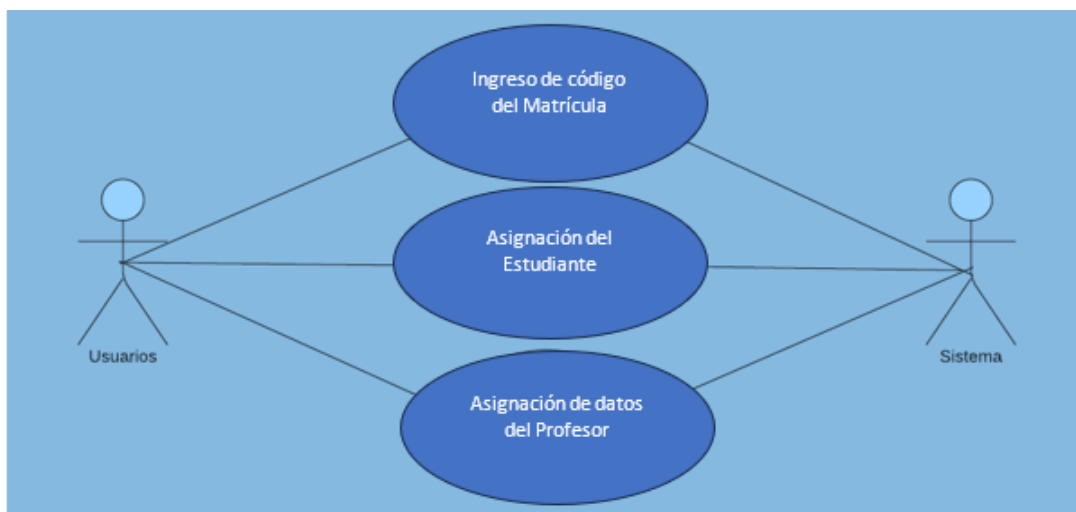 Ingreso de código
del Matrícula
Asignación del
Estudiante
Usuarios
Sistema
Asignación de datos
del Profesor